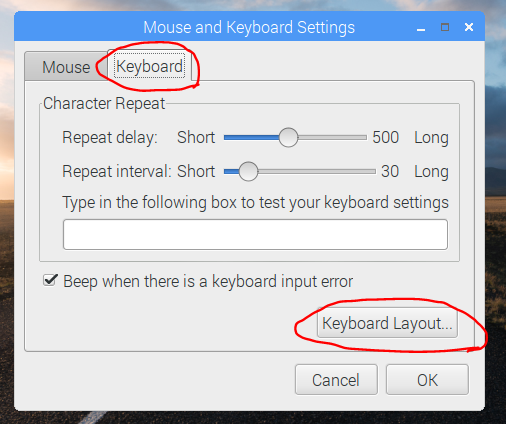 Mouse and Keyboard Settings
Mouse Keyboard
Character Repeat
Repeat delay: Short 500 Long
Repeat interval: Short 30 Long
Type in the following box to test your keyboard settings
Beep when there is a keyboard input error
Keyboard Layout...
Cancel OK